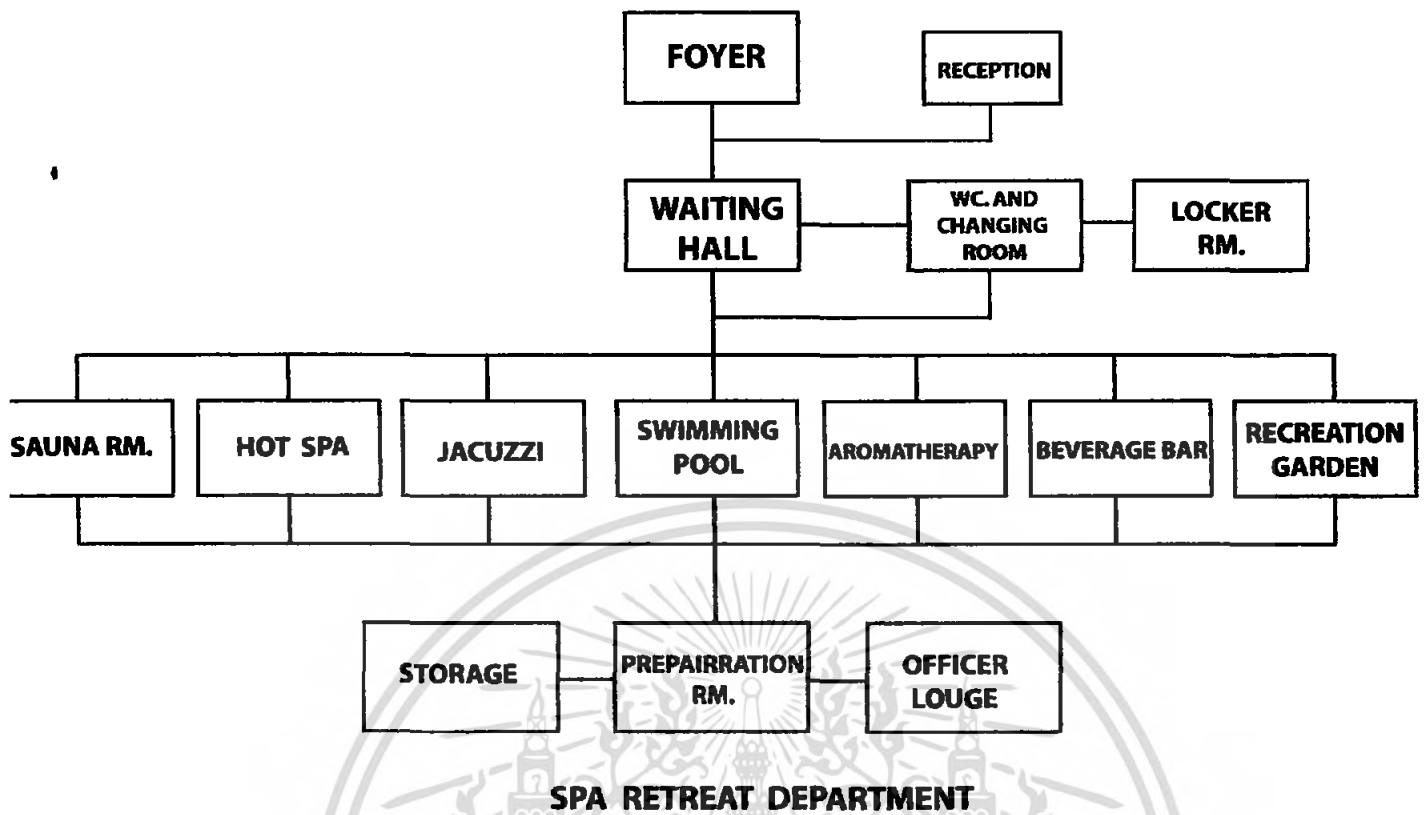 FOYER
RECEPTION
WAITING
HALL
WC. AND
CHANGING
ROOM
LOCKER
RM.
SAUNA RM.
HOT SPA
JACUZZI
SWIMMING
POOL
AROMATHERAPY
BEVERAGE BAR
RECREATION
GARDEN
STORAGE
PREPAIRRATION
RM.
OFFICER
LOUGE
SPA RETREAT DEPARTMENT